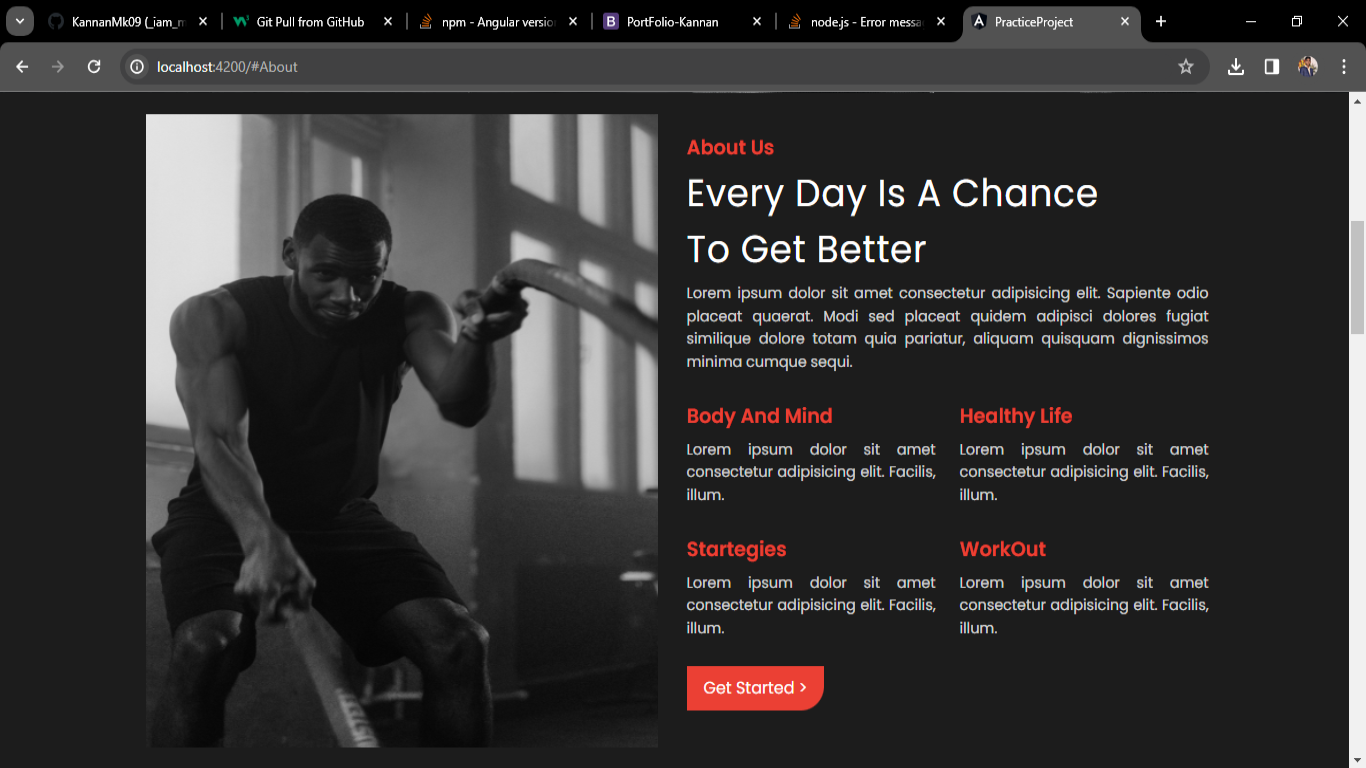 KannanMk09 (_iam_m
Git Pull from GitHub
npm - Angular versio
PortFolio-Kannan
node.js - Error messa
PracticeProject
localhost:4200/#About
About Us
Every Day Is A Chance
To Get Better
Lorem ipsum dolor sit amet consectetur adipisicing elit. Sapiente odio
placeat quaerat. Modi sed placeat quidem adipisci dolores fugiat
similique dolore totam quia pariatur, aliquam quisquam dignissimos
minima cumque sequi.
Body And Mind
Lorem ipsum dolor sit amet
consectetur adipisicing elit. Facilis,
illum.
Healthy Life
Lorem ipsum dolor sit amet
consectetur adipisicing elit. Facilis,
illum.
Startegies
Lorem ipsum dolor sit amet
consectetur adipisicing elit. Facilis,
illum.
WorkOut
Lorem ipsum dolor sit amet
consectetur adipisicing elit. Facilis,
illum.
Get Started >